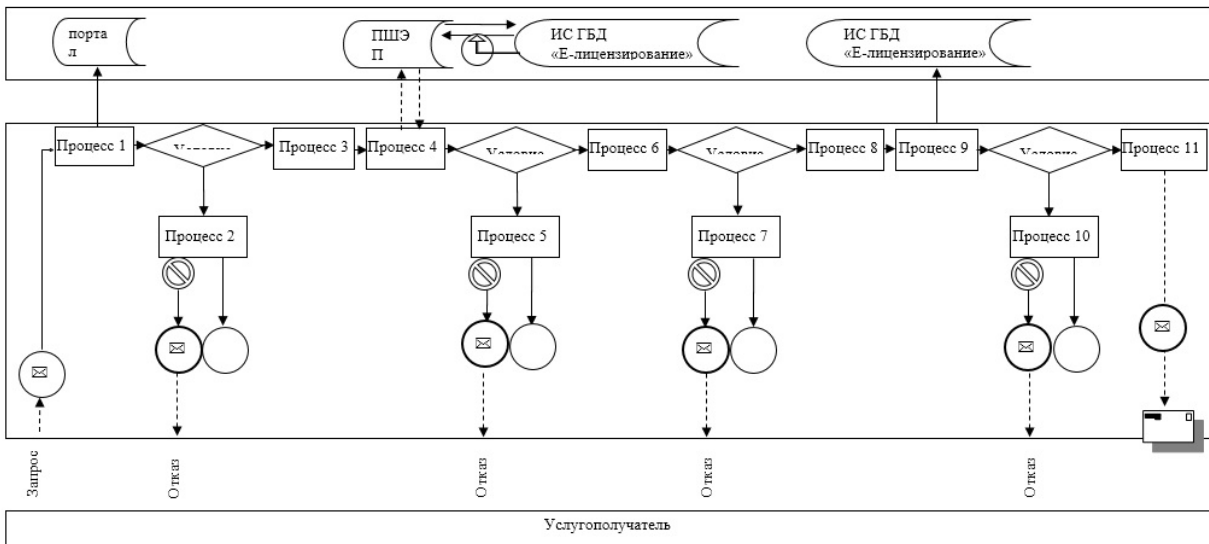 порта
л
ПШЭ
П
ИС ГБД
«Е-лицензирование»
ИС ГБД
«Е-лицензирование»
Процесс 1
Процесс 3
Процесс 4
Процесс 6
Процесс 8
Процесс 9
Процесс 11
Процесс 2
Процесс 5
Процесс 7
Процесс 10
Запрос
Отказ
Отказ
Отказ
Отказ
Услугополучатель